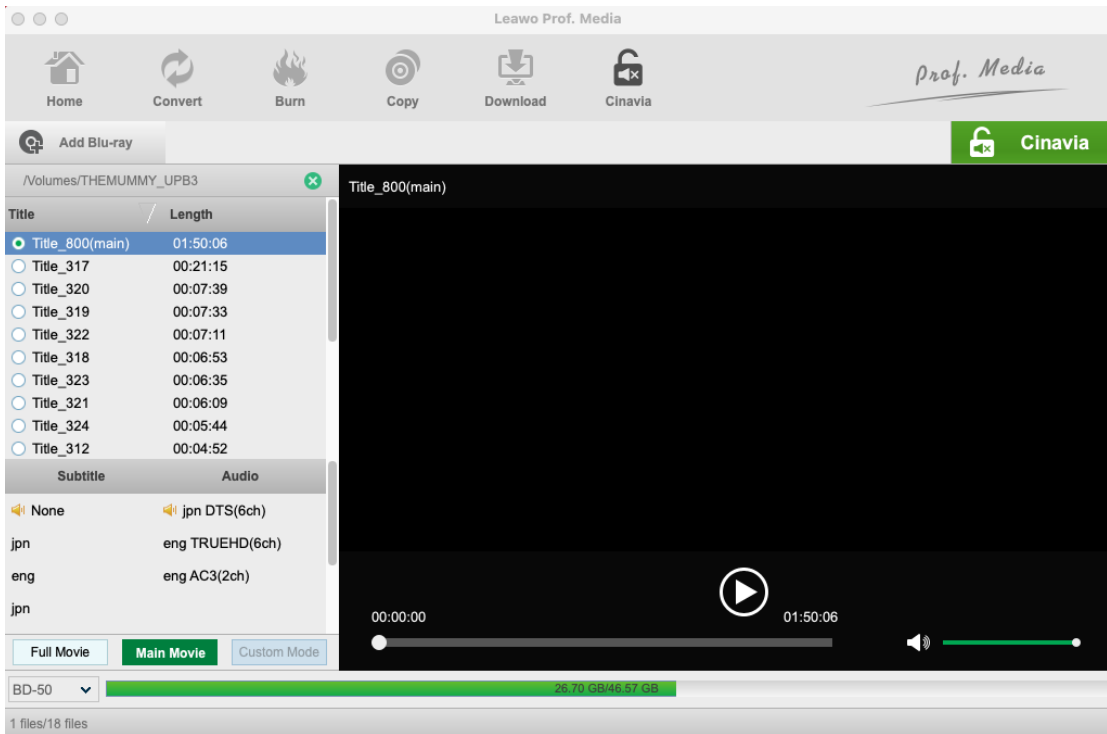 Leawo Prof. Media
Home Convert Burn Copy Download Cinavia
Prof. Media
Add Blu-ray
Cinavia
/Volumes/THEMUMMY_UPB3
Title_800(main)
Title Length
Title_800(main) 01:50:06
Title_317 00:21:15
Title_320 00:07:39
Title_319 00:07:33
Title_322 00:07:11
Title_318 00:06:53
Title_323 00:06:35
Title_321 00:06:09
Title_324 00:05:44
Title_312 00:04:52
Subtitle Audio
None jpn DTS(6ch)
jpn eng TRUEHD(6ch)
eng eng AC3(2ch)
jpn
00:00:00 01:50:06
Full Movie Main Movie Custom Mode
BD-50 26.70 GB/46.57 GB
1 files/18 files